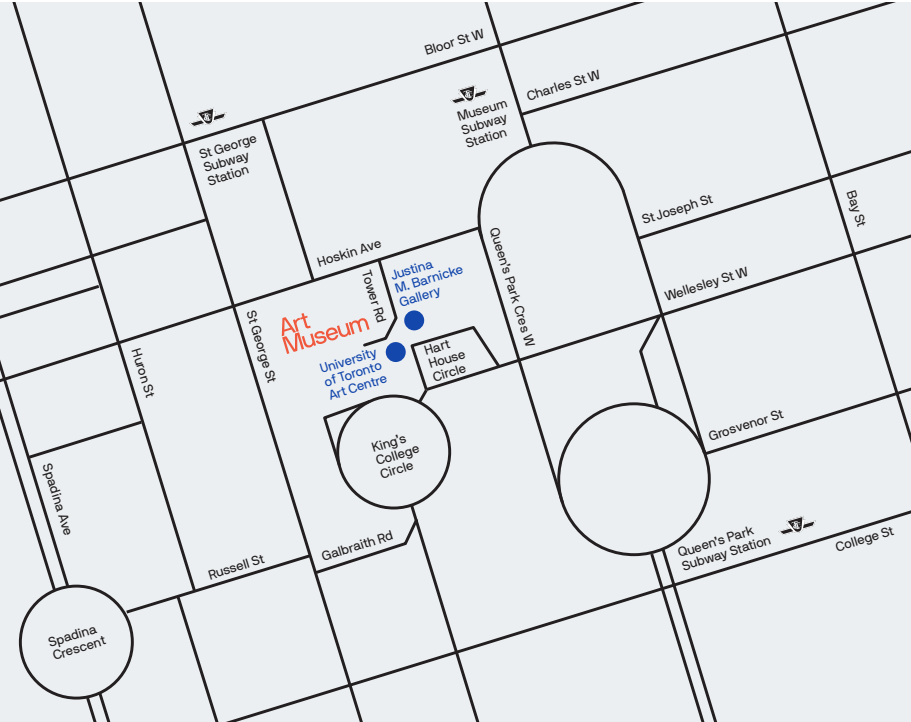 Bloor St W
Charles St W
Museum
Subway
Station
St George
Subway
Station
St Joseph St
Bay St
Hoskin Ave
Queen's Park Cres W
Wellesley St W
Tower Rd
Justina
M. Barnicke
Gallery
Art
Museum
St George St
University
of Toronto
Art Centre
Hart
House
Circle
Huron St
King's
College
Circle
Grosvenor St
Spadina Ave
Galbraith Rd
Russell St
Queen's Park
Subway Station
College St
Spadina
Crescent